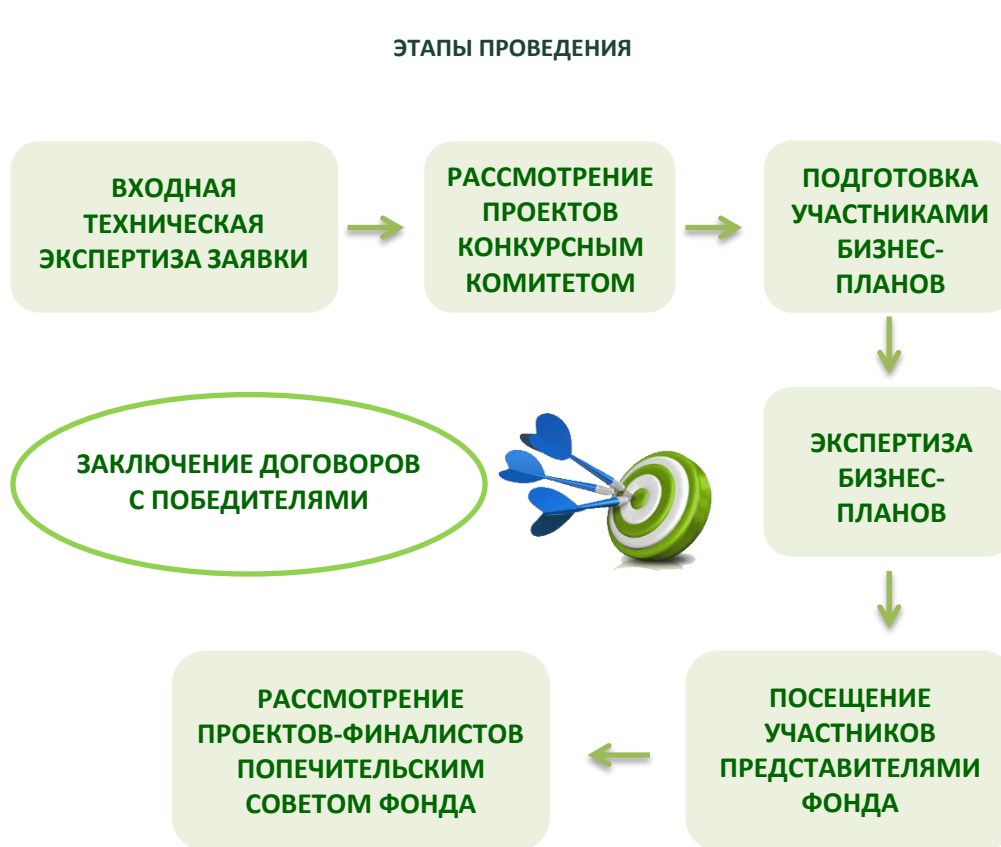 ЭТАПЫ ПРОВЕДЕНИЯ
ВХОДНАЯ
ТЕХНИЧЕСКАЯ
ЭКСПЕРТИЗА ЗАЯВКИ
РАССМОТРЕНИЕ
ПРОЕКТОВ
КОНКУРСНЫМ
КОМИТЕТОМ
ПОДГОТОВКА
УЧАСТНИКАМИ
БИЗНЕС-
ПЛАНОВ
ЭКСПЕРТИЗА
БИЗНЕС-
ПЛАНОВ
ПОСЕЩЕНИЕ
УЧАСТНИКОВ
ПРЕДСТАВИТЕЛЯМИ
ФОНДА
РАССМОТРЕНИЕ
ПРОЕКТОВ-ФИНАЛИСТОВ
ПОПЕЧИТЕЛЬСКИМ
СОВЕТОМ ФОНДА
ЗАКЛЮЧЕНИЕ ДОГОВОРОВ
С ПОБЕДИТЕЛЯМИ